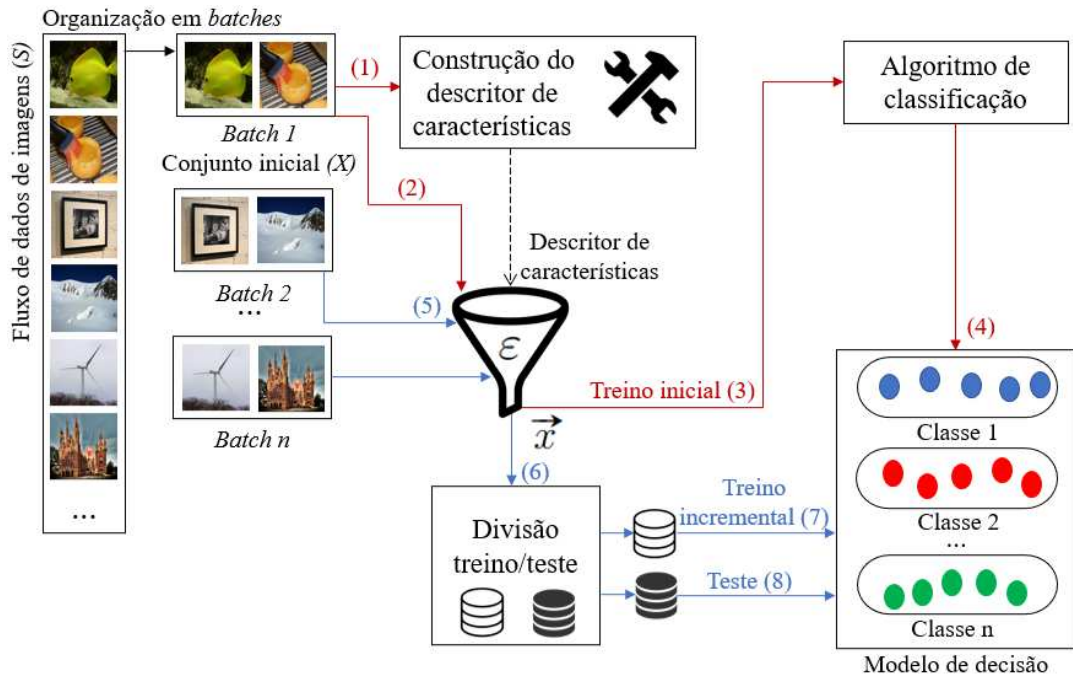 Organização em batches
Fluxo de dados de imagens (S)
...
Batch 1
Conjunto inicial (X)
Batch 2
...
Batch n
(1)
(2)
Construção do
descritor de
características
Descritor de
características
(5)
ε
x
Treino inicial (3)
Algoritmo de
classificação
(4)
(6)
Divisão
treino/teste
Treino
incremental (7)
Teste (8)
Classe 1
Classe 2
...
Classe n
Modelo de decisão